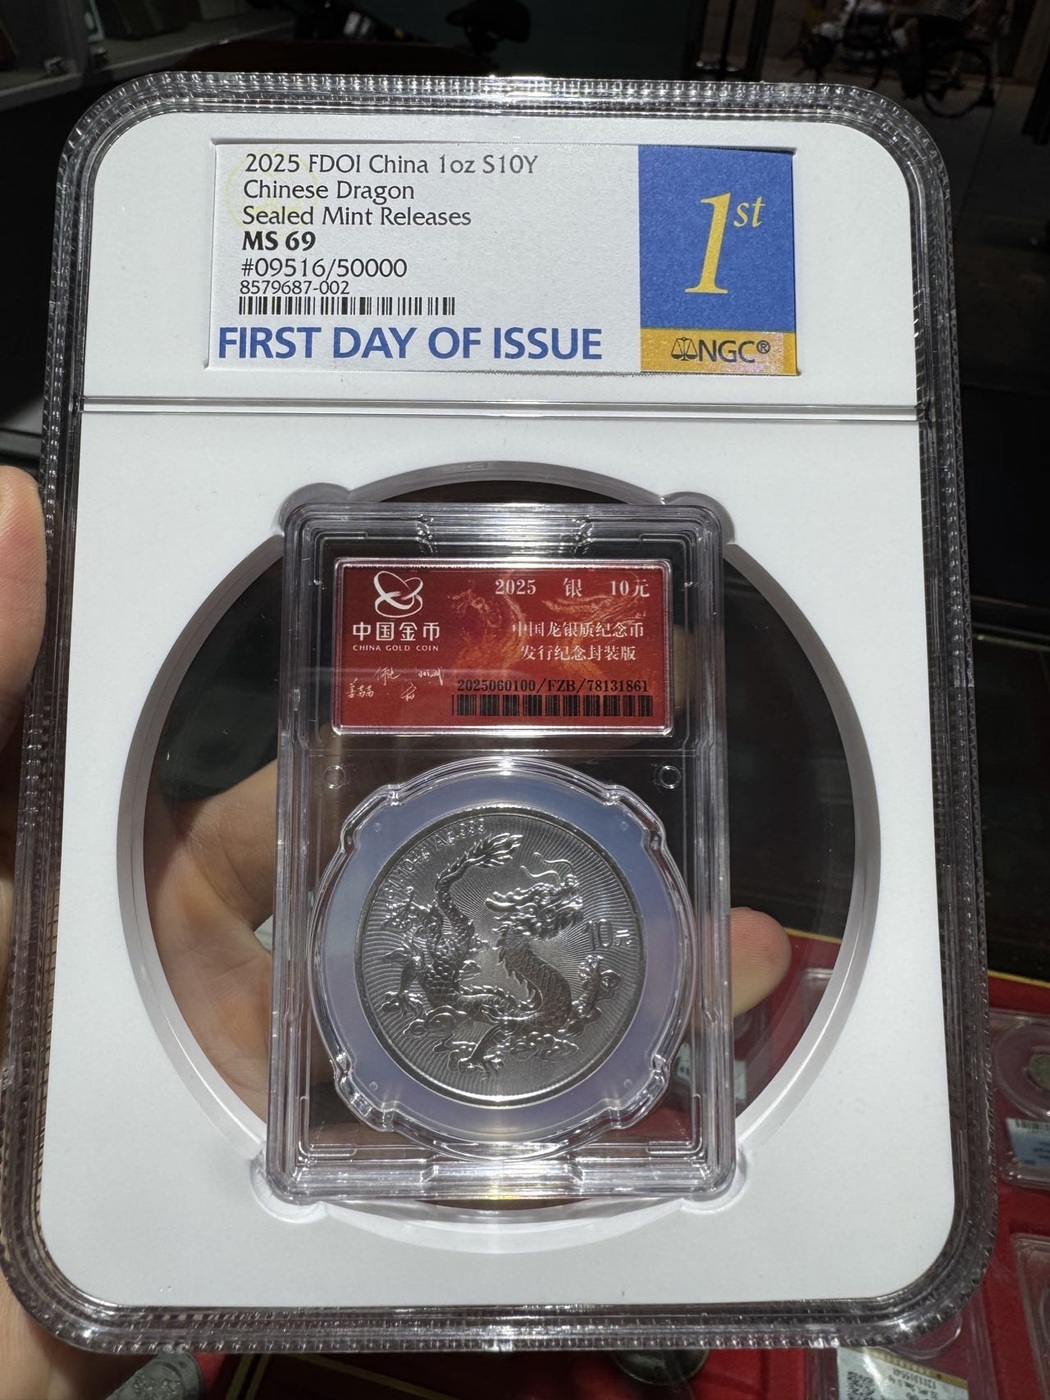 2025 FDOI China 1oz S10Y
Chinese Dragon
Sealed Mint Releases
MS 69
#09516/50000
8579687-002
FIRST DAY OF ISSUE
1st
NGC®
中国金币
CHINA GOLD COIN
2025 银 10元
中国龙银质纪念币
发行纪念封装版
2025060100/FZB/78131861
10元